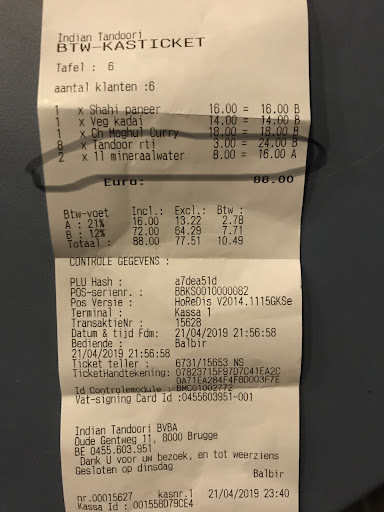 Indian Tandoori
BTW-KASTICKET
Tafel : 6
aantal klanten :6
1 x Shahi paneer 16.00 = 16.00 B
1 x Veg kadai 14.00 = 14.00 B
1 x Ch Moghul Curry 18.00 = 18.00 B
8 x Tandoor rti 3.00 = 24.00 B
2 x 1l mineraalwater 8.00 = 16.00 A
Euro: 88.00
Btw-voet Incl.: Excl.: Btw :
A : 21% 16.00 13.22 2.78
B : 12% 72.00 64.29 7.71
Totaal : 88.00 77.51 10.49
CONTROLE GEGEVENS :
PLU Hash : a7dea51d
POS-serienr. : BBKS0010000082
Pos Versie : HoReDis V2014.1115GKSe
Terminal : Kassa 1
TransaktieNr : 15628
Datum & tijd Fdm: 21/04/2019 21:56:58
Bediende : Balbir
21/04/2019 21:56:58
Ticket teller : 6731/15653 NS
TicketHandtekening: 07823715F97D7C41EA2C
0A71EA284F4F8D003F7E
Id Controlemodule : BMC01002772
Vat-signing Card Id :0455603951-001
Indian Tandoori BVBA
Oude Gentweg 11, 8000 Brugge
BE 0455.603.951
Dank U voor uw bezoek, en tot weerziens
Gesloten op dinsdag
Balbir
nr.00015627 kasnr.1 21/04/2019 23:40
Kassa Id : 001558D79CE4